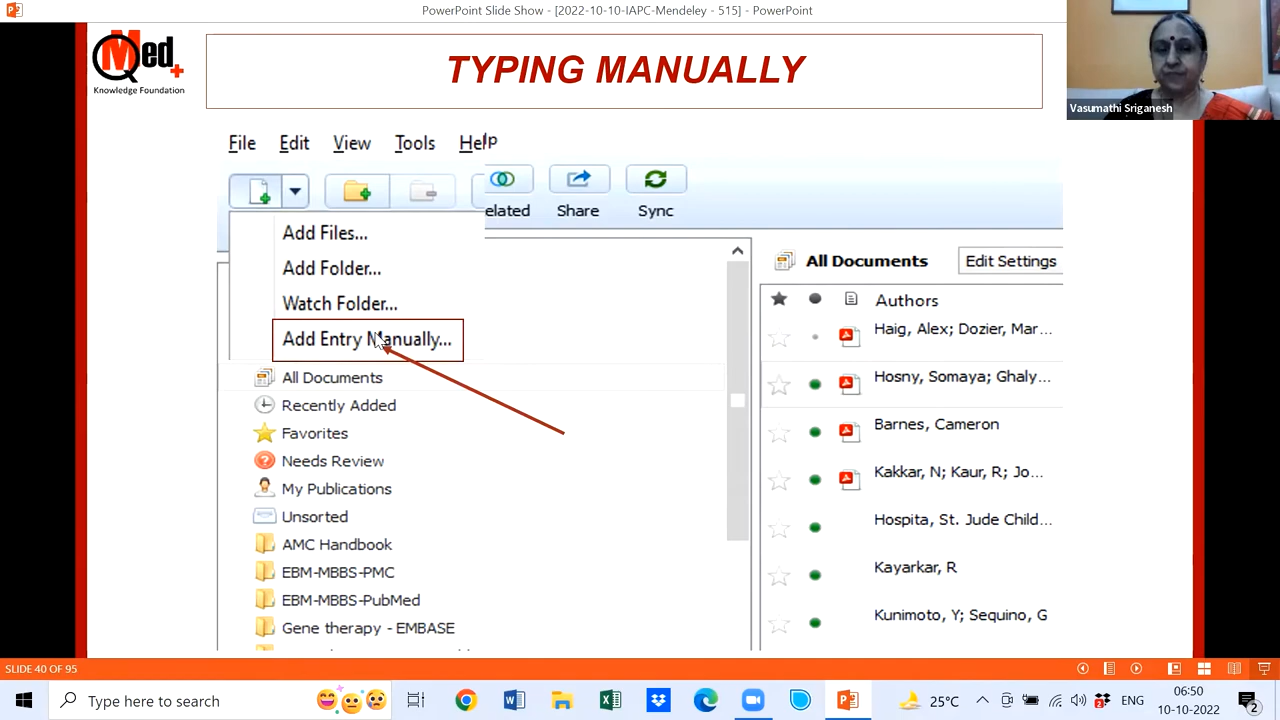 PowerPoint Slide Show - [2022-10-10-IAPC-Mendeley - 515] - PowerPoint
QMed
Knowledge Foundation
TYPING MANUALLY
Vasumathi Sriganesh
File Edit View Tools Help
elated Share Sync
Add Files...
Add Folder...
Watch Folder...
Add Entry Manually...
All Documents
Recently Added
Favorites
Needs Review
My Publications
Unsorted
AMC Handbook
EBM-MBBS-PMC
EBM-MBBS-PubMed
Gene therapy - EMBASE
All Documents Edit Settings
Authors
Haig, Alex; Dozier, Mar...
Hosny, Somaya; Ghaly...
Barnes, Cameron
Kakkar, N; Kaur, R; Jo...
Hospita, St. Jude Child...
Kayarkar, R
Kunimoto, Y; Sequino, G
SLIDE 40 OF 95
Type here to search
25°C
ENG
06:50
10-10-2022
2